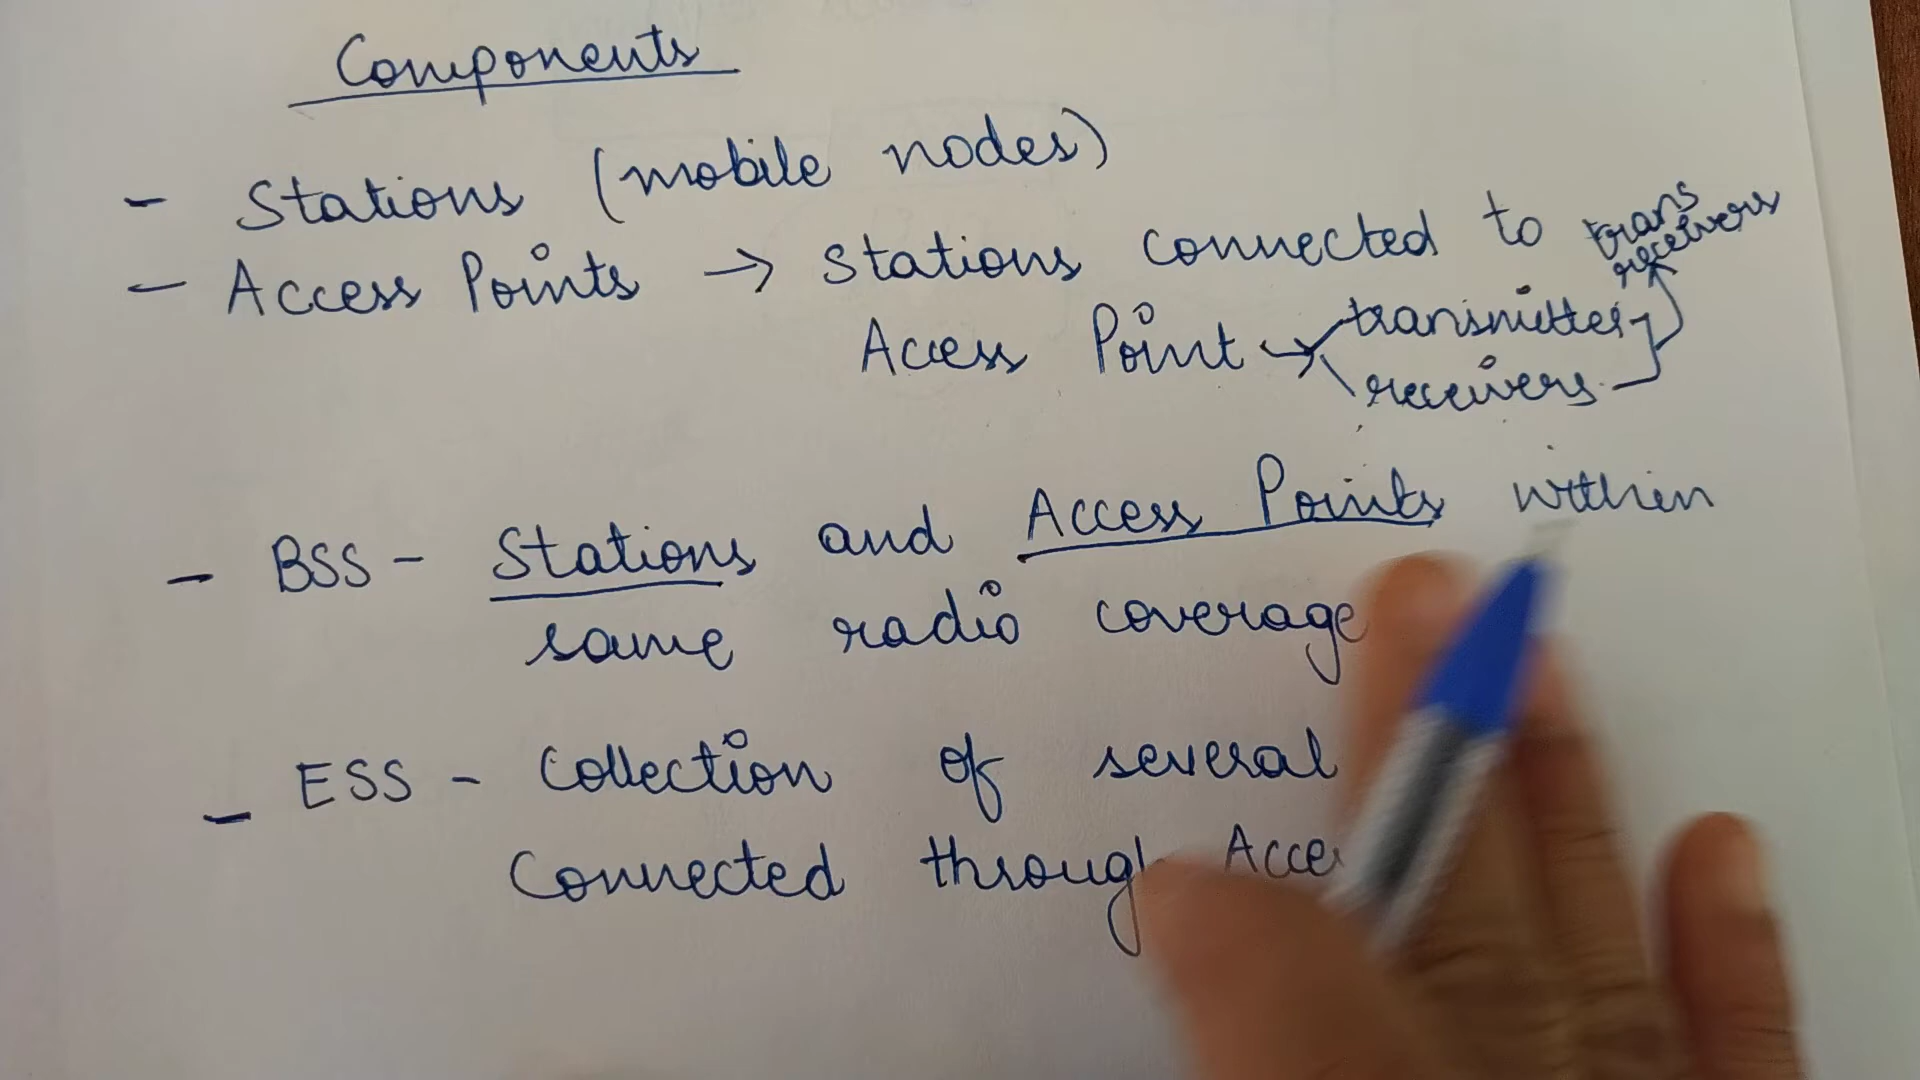 Components
- Stations (mobile nodes)
- Access Points → Stations connected to
trans
receivers
Access Point → transmitter
receivers
- BSS - Stations and Access Points within
same radio coverage
- ESS - Collection of several
Connected through